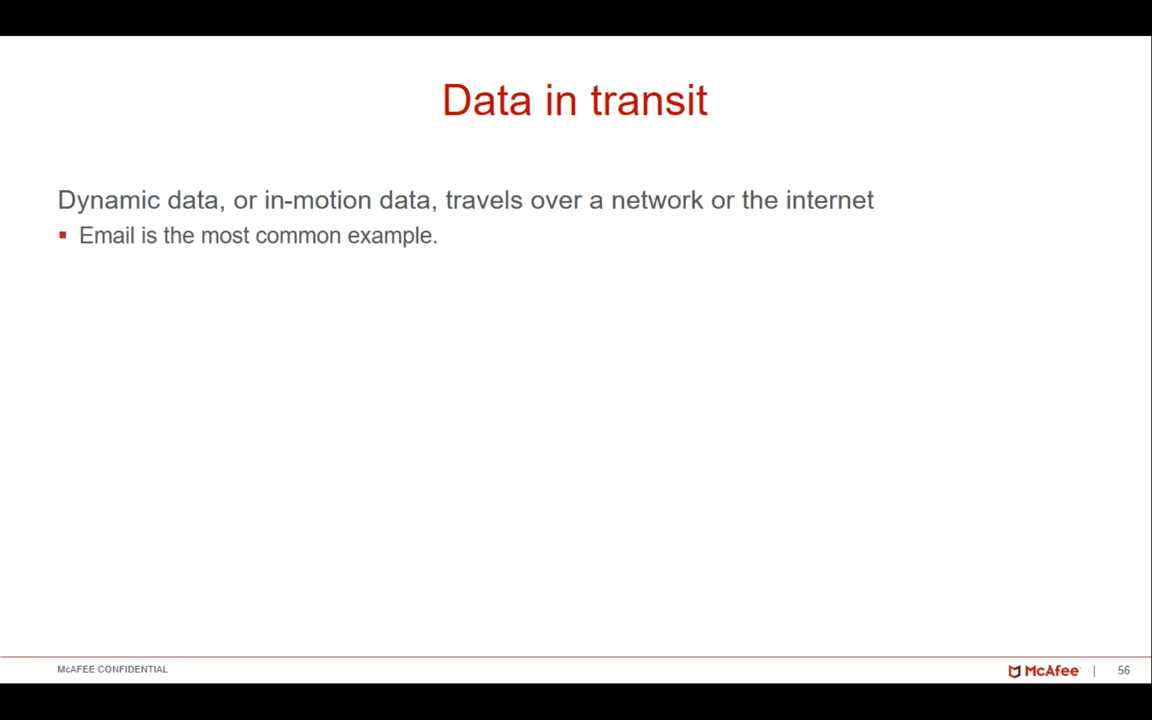 Data in transit
Dynamic data, or in-motion data, travels over a network or the internet
▪ Email is the most common example.
McAFEE CONFIDENTIAL
McAfee | 56